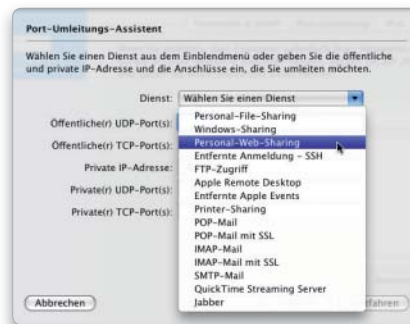 Port-Umleitungs-Assistent
Wählen Sie einen Dienst aus dem Einblendmenü oder geben Sie die öffentliche
und private IP-Adresse und die Anschlüsse ein, die Sie umleiten möchten.
Dienst: Wählen Sie einen Dienst
Öffentliche(r) UDP-Port(s):
Öffentliche(r) TCP-Port(s):
Private IP-Adresse:
Private(r) UDP-Port(s):
Private(r) TCP-Port(s):
Personal-File-Sharing
Windows-Sharing
Personal-Web-Sharing
Entfernte Anmeldung – SSH
FTP-Zugriff
Apple Remote Desktop
Entfernte Apple Events
Printer-Sharing
POP-Mail
POP-Mail mit SSL
IMAP-Mail
IMAP-Mail mit SSL
SMTP-Mail
QuickTime Streaming Server
Jabber
Abbrechen